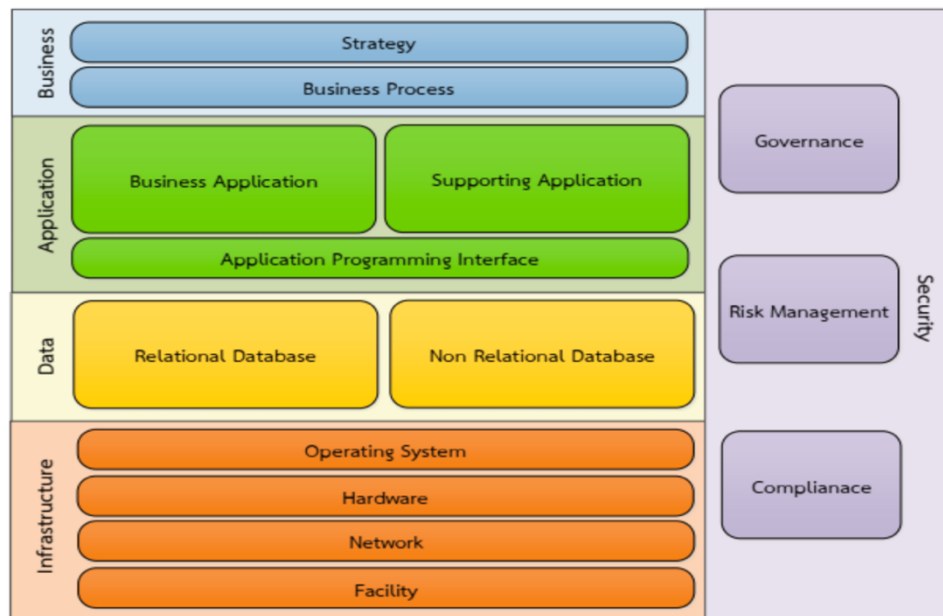 Business
Strategy
Business Process
Application
Business Application
Supporting Application
Application Programming Interface
Data
Relational Database
Non Relational Database
Infrastructure
Operating System
Hardware
Network
Facility
Governance
Risk Management
Complianace
Security